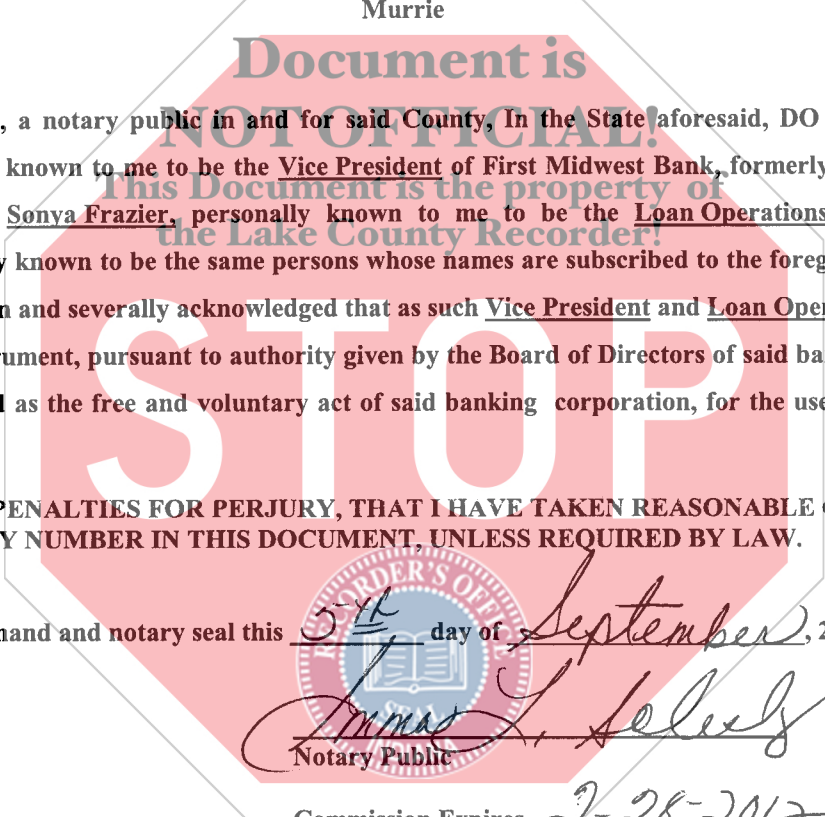 Murrie
Document is
NOT OFFICIAL!
, a notary public in and for said County, In the State aforesaid, DO
known to me to be the Vice President of First Midwest Bank, formerly
This Document is the property of
Sonya Frazier, personally known to me to be the Loan Operations
the Lake County Recorder!
y known to be the same persons whose names are subscribed to the foreg
n and severally acknowledged that as such Vice President and Loan Oper
STOP
rument, pursuant to authority given by the Board of Directors of said ba
d as the free and voluntary act of said banking corporation, for the use
PENALTIES FOR PERJURY, THAT I HAVE TAKEN REASONABLE
Y NUMBER IN THIS DOCUMENT, UNLESS REQUIRED BY LAW.
RECORDER'S OFFICE
hand and notary seal this 5th day of September, 2
SEAL
Notary Public
Commission Expires